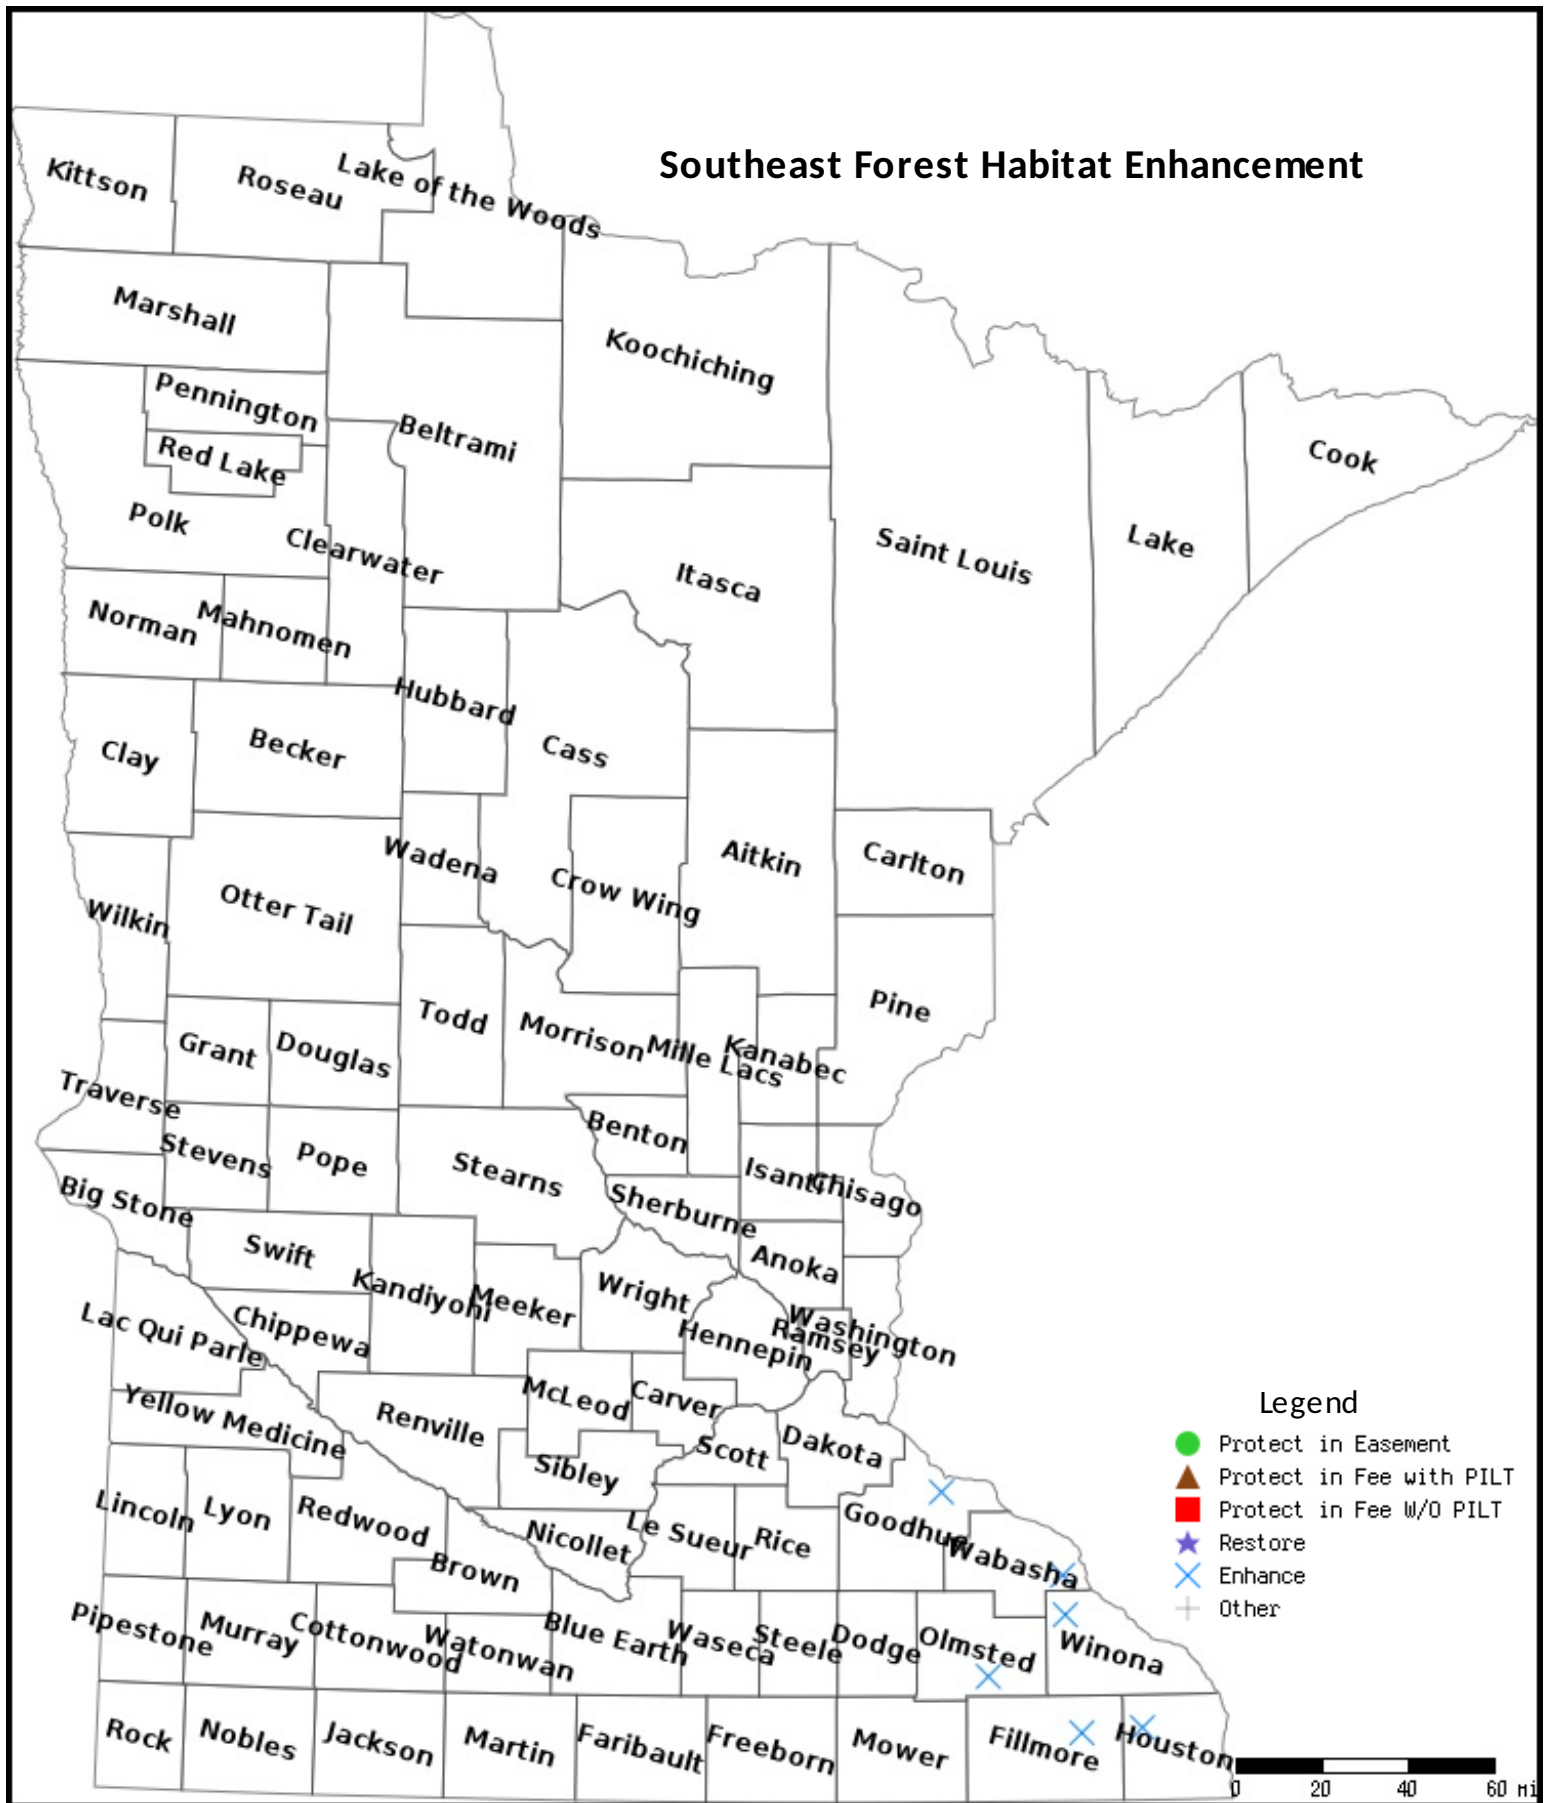 Southeast Forest Habitat Enhancement
Kittson
Roseau
Lake of the Woods
Marshall
Koochiching
Pennington
Beltrami
Red Lake
Cook
Polk
Clearwater
Saint Louis
Lake
Itasca
Norman
Mahnomen
Hubbard
Clay
Becker
Cass
Wadena
Crow Wing
Aitkin
Carlton
Wilkin
Otter Tail
Todd
Morrison
Mille Lacs
Kanabec
Pine
Grant
Douglas
Traverse
Stevens
Pope
Stearns
Benton
Isanti
Chisago
Big Stone
Sherburne
Swift
Anoka
Kandiyohi
Meeker
Wright
Lac Qui Parle
Chippewa
Hennepin
Ramsey
Washington
McLeod
Carver
Yellow Medicine
Renville
Scott
Dakota
Sibley
Legend
Protect in Easement
Protect in Fee with PILT
Protect in Fee W/O PILT
Restore
Enhance
Other
Lincoln
Lyon
Redwood
Nicollet
Le Sueur
Rice
Goodhue
Wabasha
Brown
Pipestone
Murray
Cottonwood
Watonwan
Blue Earth
Waseca
Steele
Dodge
Olmsted
Winona
Rock
Nobles
Jackson
Martin
Faribault
Freeborn
Mower
Fillmore
Houston
0 20 40 60 mi